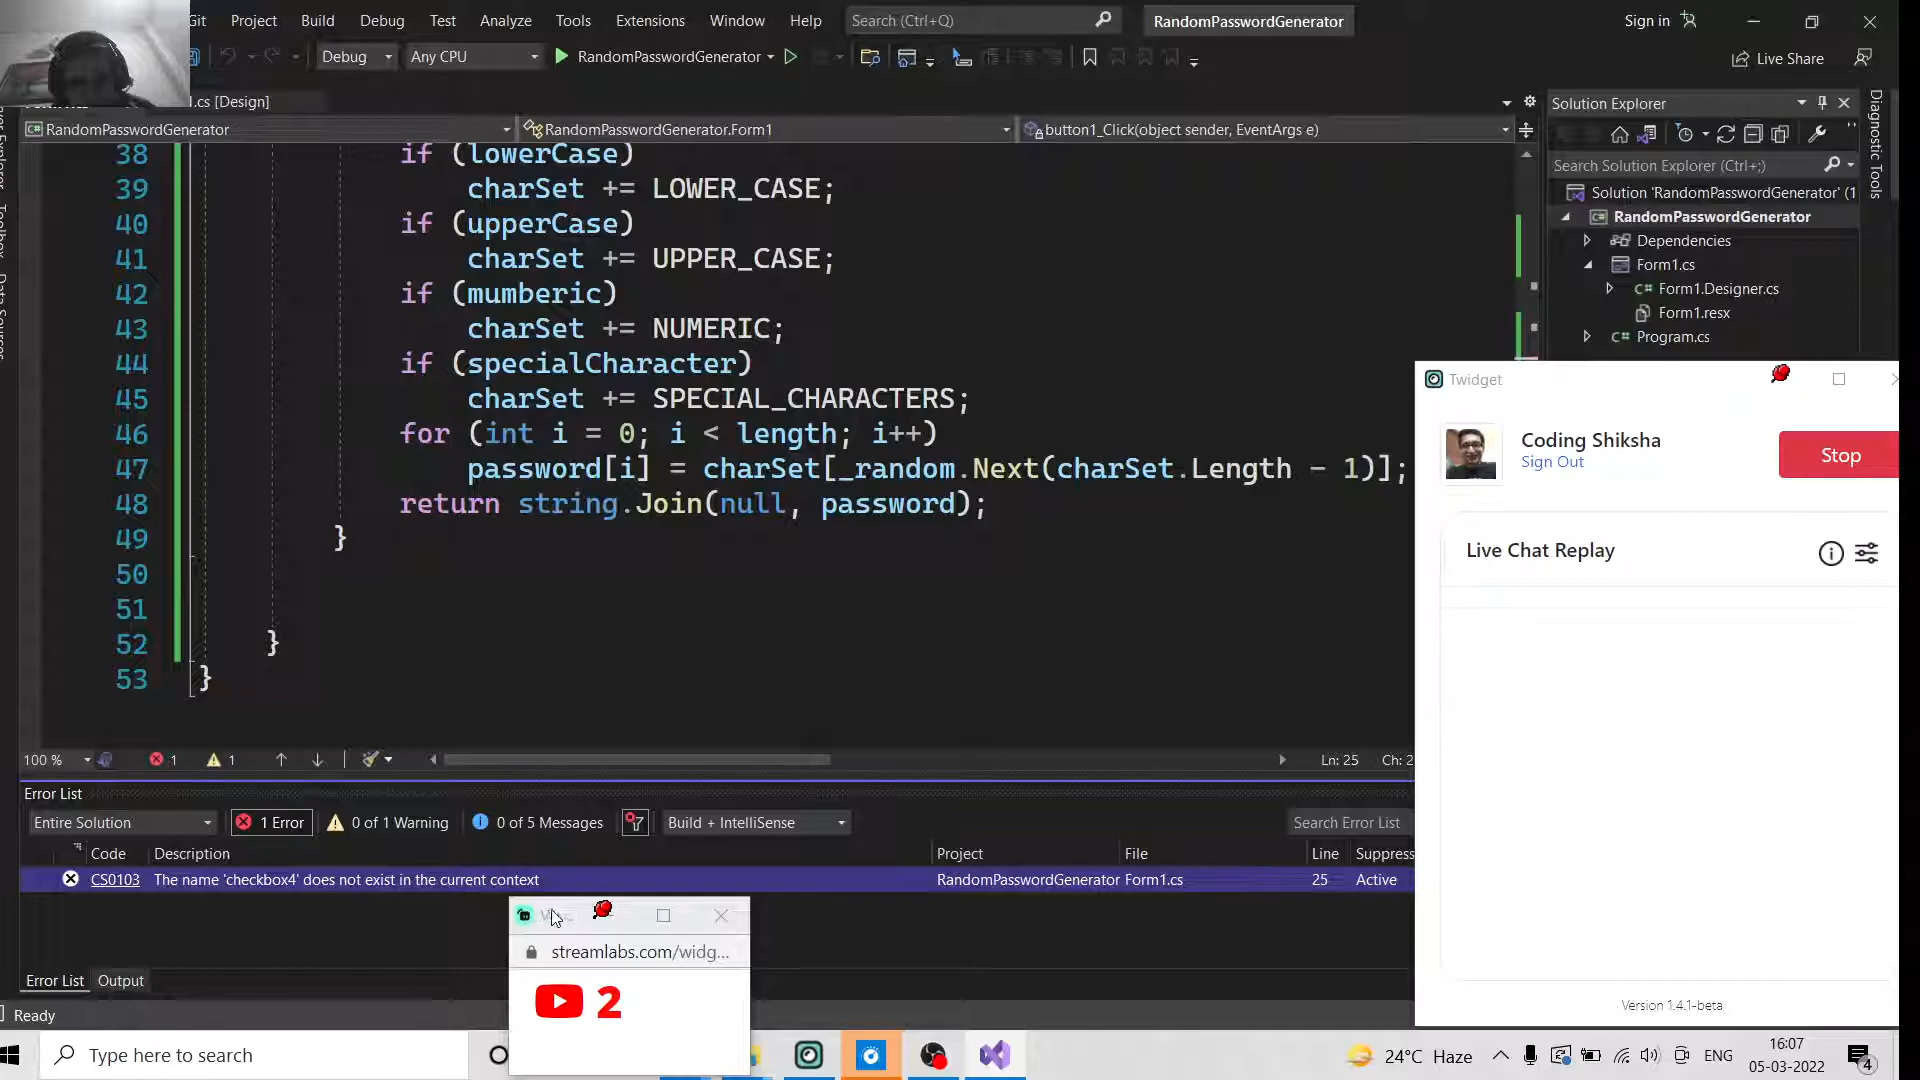 Git Project Build Debug Test Analyze Tools Extensions Window Help Search (Ctrl+Q) RandomPasswordGenerator Sign in
Debug Any CPU RandomPasswordGenerator Live Share
.cs [Design]
RandomPasswordGenerator RandomPasswordGenerator.Form1 button1_Click(object sender, EventArgs e)
38 if (lowerCase)
39 charSet += LOWER_CASE;
40 if (upperCase)
41 charSet += UPPER_CASE;
42 if (mumberic)
43 charSet += NUMERIC;
44 if (specialCharacter)
45 charSet += SPECIAL_CHARACTERS;
46 for (int i = 0; i < length; i++)
47 password[i] = charSet[_random.Next(charSet.Length - 1)];
48 return string.Join(null, password);
49 }
50
51
52 }
53 }
100 % 1 1 Ln: 25 Ch: 2
Error List
Entire Solution 1 Error 0 of 1 Warning 0 of 5 Messages Build + IntelliSense Search Error List
Code Description Project File Line Suppress
CS0103 The name 'checkbox4' does not exist in the current context RandomPasswordGenerator Form1.cs 25 Active
Error List Output
Ready
Solution Explorer
Search Solution Explorer (Ctrl+;)
Solution 'RandomPasswordGenerator' (1
RandomPasswordGenerator
Dependencies
Form1.cs
C# Form1.Designer.cs
Form1.resx
C# Program.cs
Diagnostic Tools
Toolbox
Data Sources
Twidget
Coding Shiksha
Sign Out
Stop
Live Chat Replay
Version 1.4.1-beta
streamlabs.com/widg...
2
Type here to search
24°C Haze ENG 16:07
05-03-2022
4